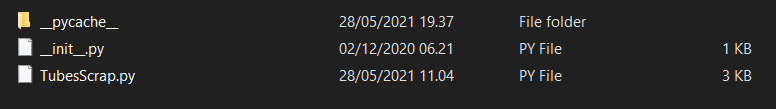 __pycache__ 28/05/2021 19.37 File folder
__init__.py 02/12/2020 06.21 PY File 1 KB
TubesScrap.py 28/05/2021 11.04 PY File 3 KB